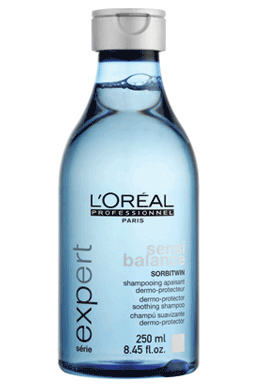 L'ORÉAL
PROFESSIONNEL
PARIS
série expert
sensi
balance
SORBITWIN
shampooing apaisant
dermo-protecteur
dermo-protector
soothing shampoo
champú suavizante
dermo-protector
250 ml
8.45 fl.oz.